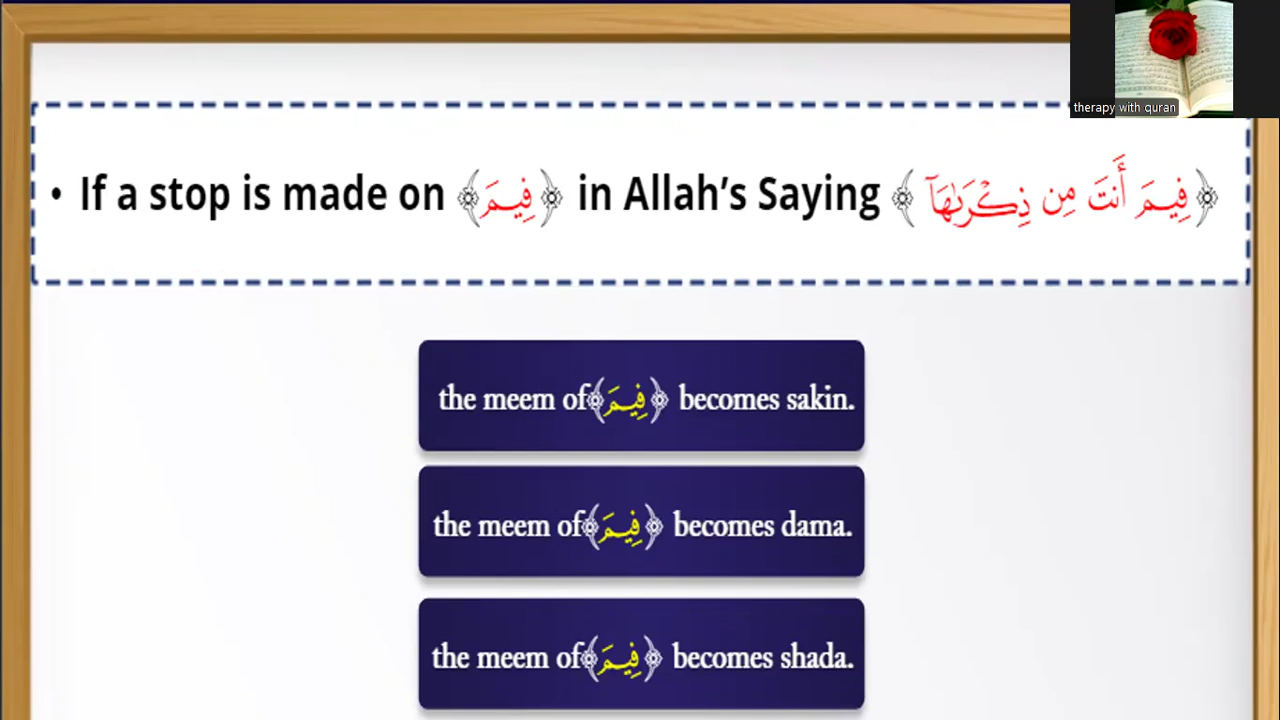 therapy with quran
• If a stop is made on ﴿فِيمَ﴾ in Allah’s Saying ﴿فِيمَ أَنتَ مِن ذِكْرَىٰهَآ﴾
the meem of ﴿فِيمَ﴾ becomes sakin.
the meem of ﴿فِيمَ﴾ becomes dama.
the meem of ﴿فِيمَ﴾ becomes shada.